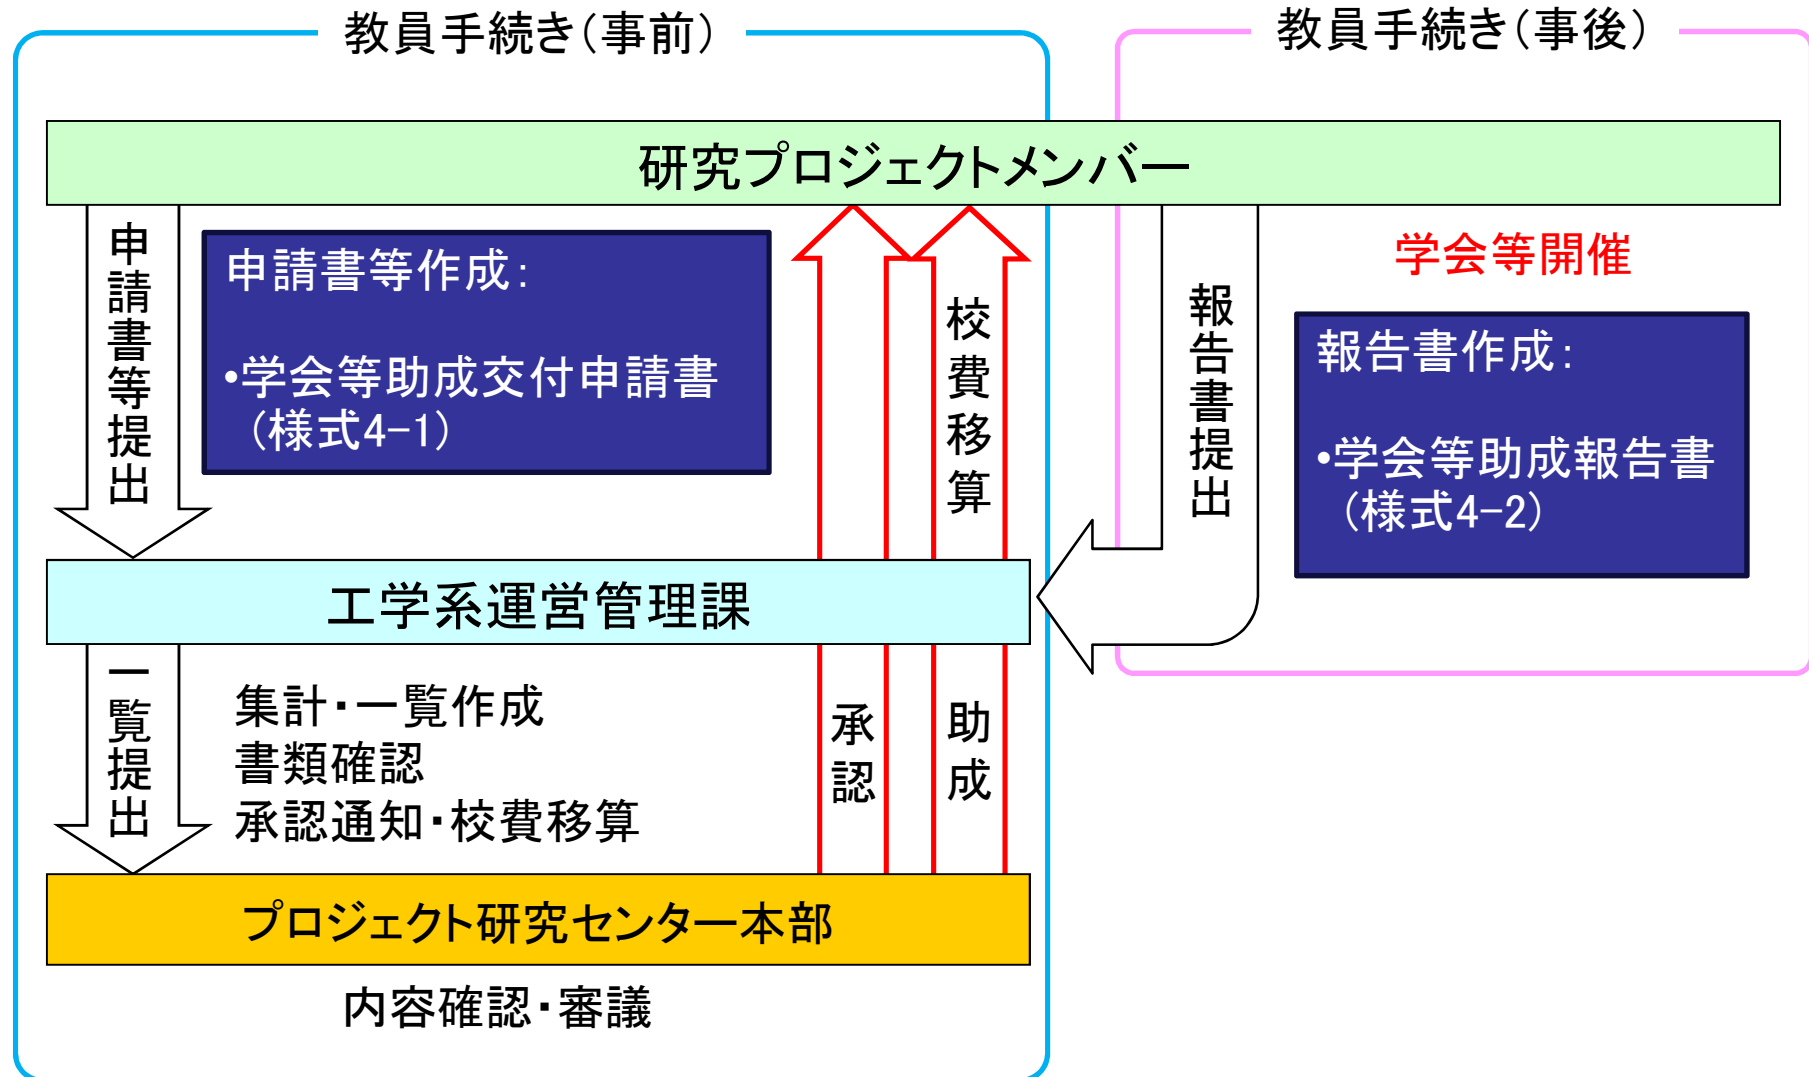 教員手続き（事前）
教員手続き（事後）
研究プロジェクトメンバー
申請書等提出
申請書等作成：
•学会等助成交付申請書
（様式4-1）
校費移算
報告書提出
学会等開催
報告書作成：
•学会等助成報告書
（様式4-2）
工学系運営管理課
一覧提出
集計・一覧作成
書類確認
承認通知・校費移算
承認
助成
プロジェクト研究センター本部
内容確認・審議